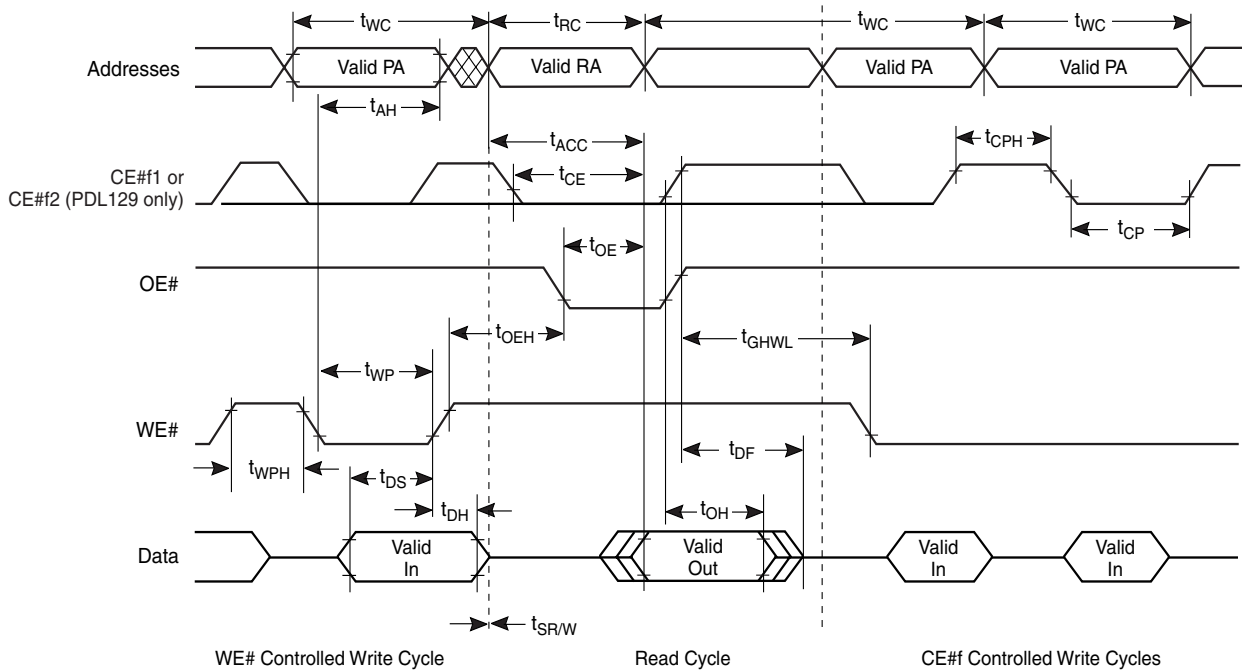 tWC
tRC
tWC
tWC
Addresses
Valid PA
Valid RA
Valid PA
Valid PA
tAH
tACC
tCPH
CE#f1 or
CE#f2 (PDL129 only)
tCE
tCP
tOE
OE#
tOEH
tGHWL
tWP
WE#
tWPH
tDF
tDS
tDH
tOH
Data
Valid
In
Valid
Out
Valid
In
Valid
In
tSR/W
WE# Controlled Write Cycle
Read Cycle
CE#f Controlled Write Cycles